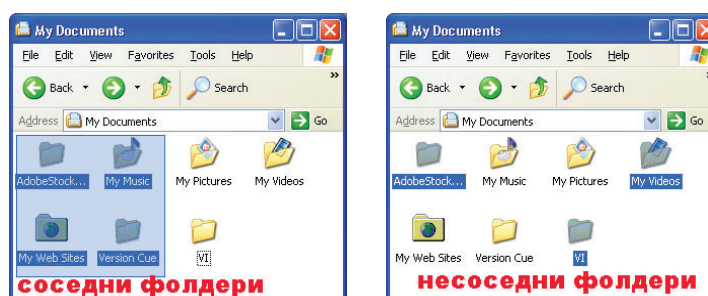 My Documents
File Edit View Favorites Tools Help
Back Search »
Address My Documents Go
AdobeStock... My Music My Pictures My Videos
My Web Sites Version Cue VI
соседни фолдери
My Documents
File Edit View Favorites Tools Help
Back Search
Address My Documents Go
AdobeStock... My Music My Pictures My Videos
My Web Sites Version Cue VI
несоседни фолдери